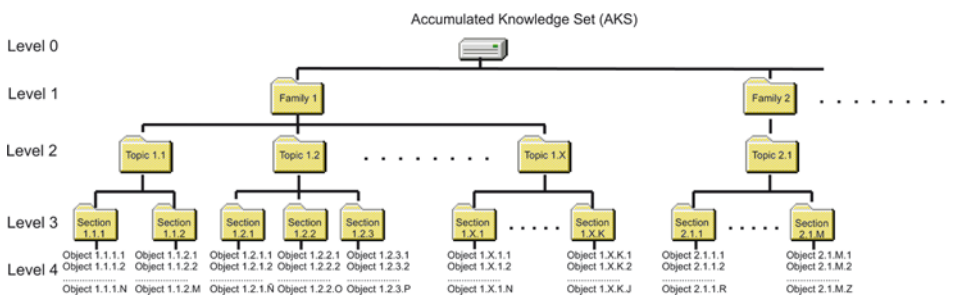 Accumulated Knowledge Set (AKS)
Level 0
Level 1
Family 1
Family 2
. . . . . . . .
Level 2
Topic 1.1
Topic 1.2
. . . . . . . .
Topic 1.X
Topic 2.1
Level 3
Section 1.1.1
Section 1.1.2
Section 1.2.1
Section 1.2.2
Section 1.2.3
Section 1.X.1
.....
Section 1.X.K
Section 2.1.1
.....
Section 2.1.M
Level 4
Object 1.1.1.1 Object 1.1.2.1 Object 1.2.1.1 Object 1.2.2.1 Object 1.2.3.1 Object 1.X.1.1 Object 1.X.K.1 Object 2.1.1.1 Object 2.1.M.1
Object 1.1.1.2 Object 1.1.2.2 Object 1.2.1.2 Object 1.2.2.2 Object 1.2.3.2 Object 1.X.1.2 Object 1.X.K.2 Object 2.1.1.2 Object 2.1.M.2
Object 1.1.1.N Object 1.1.2.M Object 1.2.1.Ñ Object 1.2.2.O Object 1.2.3.P Object 1.X.1.N Object 1.X.K.J Object 2.1.1.R Object 2.1.M.Z